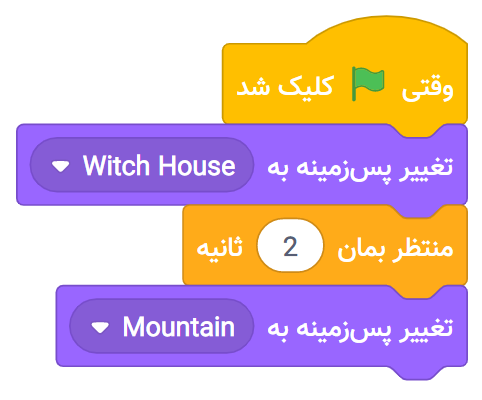 وقتی کلیک شد
تغییر پس‌زمینه به Witch House
منتظر بمان 2 ثانیه
تغییر پس‌زمینه به Mountain